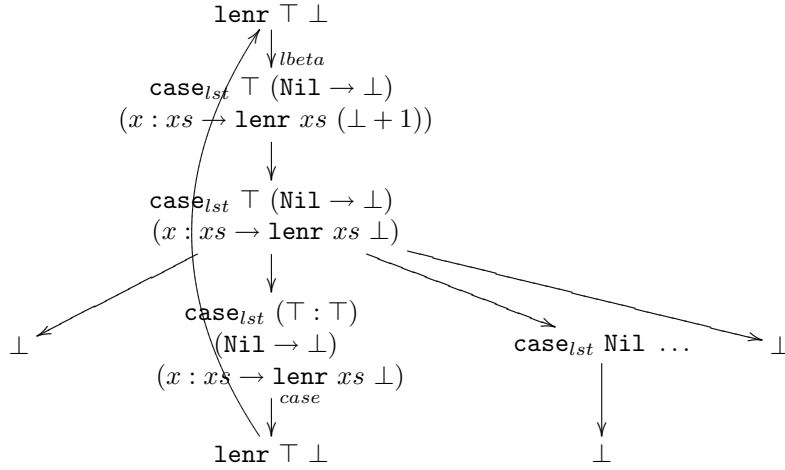 lenr ⊤ ⊥
lbeta
case_lst ⊤ (Nil → ⊥)
(x : xs → lenr xs (⊥ + 1))
case_lst ⊤ (Nil → ⊥)
(x : xs → lenr xs ⊥)
⊥
case_lst (⊤ : ⊤)
(Nil → ⊥)
(x : xs → lenr xs ⊥)
case_lst Nil ...
⊥
case
lenr ⊤ ⊥
⊥